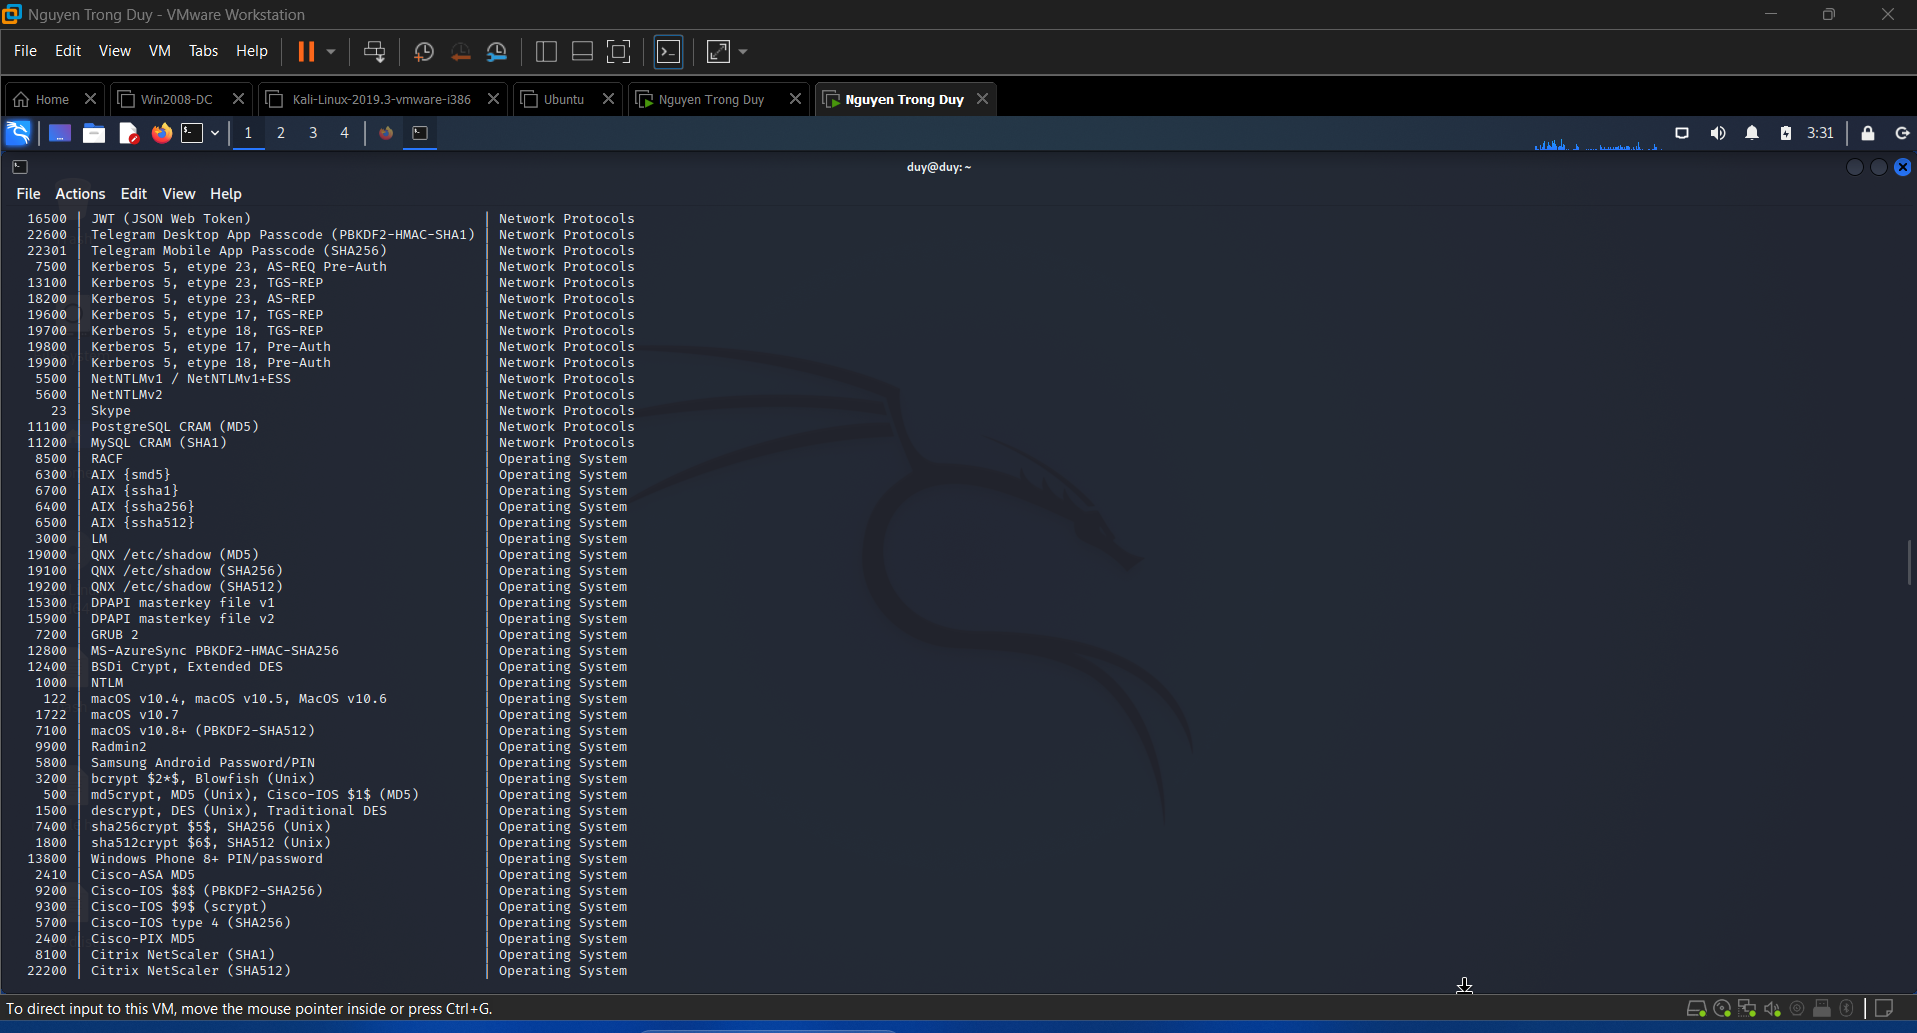 Nguyen Trong Duy - VMware Workstation
File Edit View VM Tabs Help
Home Win2008-DC Kali-Linux-2019.3-vmware-i386 Ubuntu Nguyen Trong Duy Nguyen Trong Duy
1 2 3 4 3:31
duy@duy: ~
File Actions Edit View Help
16500 | JWT (JSON Web Token) | Network Protocols
22600 | Telegram Desktop App Passcode (PBKDF2-HMAC-SHA1) | Network Protocols
22301 | Telegram Mobile App Passcode (SHA256) | Network Protocols
7500 | Kerberos 5, etype 23, AS-REQ Pre-Auth | Network Protocols
13100 | Kerberos 5, etype 23, TGS-REP | Network Protocols
18200 | Kerberos 5, etype 23, AS-REP | Network Protocols
19600 | Kerberos 5, etype 17, TGS-REP | Network Protocols
19700 | Kerberos 5, etype 18, TGS-REP | Network Protocols
19800 | Kerberos 5, etype 17, Pre-Auth | Network Protocols
19900 | Kerberos 5, etype 18, Pre-Auth | Network Protocols
5500 | NetNTLMv1 / NetNTLMv1+ESS | Network Protocols
5600 | NetNTLMv2 | Network Protocols
23 | Skype | Network Protocols
11100 | PostgreSQL CRAM (MD5) | Network Protocols
11200 | MySQL CRAM (SHA1) | Network Protocols
8500 | RACF | Operating System
6300 | AIX {smd5} | Operating System
6700 | AIX {ssha1} | Operating System
6400 | AIX {ssha256} | Operating System
6500 | AIX {ssha512} | Operating System
3000 | LM | Operating System
19000 | QNX /etc/shadow (MD5) | Operating System
19100 | QNX /etc/shadow (SHA256) | Operating System
19200 | QNX /etc/shadow (SHA512) | Operating System
15300 | DPAPI masterkey file v1 | Operating System
15900 | DPAPI masterkey file v2 | Operating System
7200 | GRUB 2 | Operating System
12800 | MS-AzureSync PBKDF2-HMAC-SHA256 | Operating System
12400 | BSDi Crypt, Extended DES | Operating System
1000 | NTLM | Operating System
122 | macOS v10.4, macOS v10.5, MacOS v10.6 | Operating System
1722 | macOS v10.7 | Operating System
7100 | macOS v10.8+ (PBKDF2-SHA512) | Operating System
9900 | Radmin2 | Operating System
5800 | Samsung Android Password/PIN | Operating System
3200 | bcrypt $2*$, Blowfish (Unix) | Operating System
500 | md5crypt, MD5 (Unix), Cisco-IOS $1$ (MD5) | Operating System
1500 | descrypt, DES (Unix), Traditional DES | Operating System
7400 | sha256crypt $5$, SHA256 (Unix) | Operating System
1800 | sha512crypt $6$, SHA512 (Unix) | Operating System
13800 | Windows Phone 8+ PIN/password | Operating System
2410 | Cisco-ASA MD5 | Operating System
9200 | Cisco-IOS $8$ (PBKDF2-SHA256) | Operating System
9300 | Cisco-IOS $9$ (scrypt) | Operating System
5700 | Cisco-IOS type 4 (SHA256) | Operating System
2400 | Cisco-PIX MD5 | Operating System
8100 | Citrix NetScaler (SHA1) | Operating System
22200 | Citrix NetScaler (SHA512) | Operating System
To direct input to this VM, move the mouse pointer inside or press Ctrl+G.